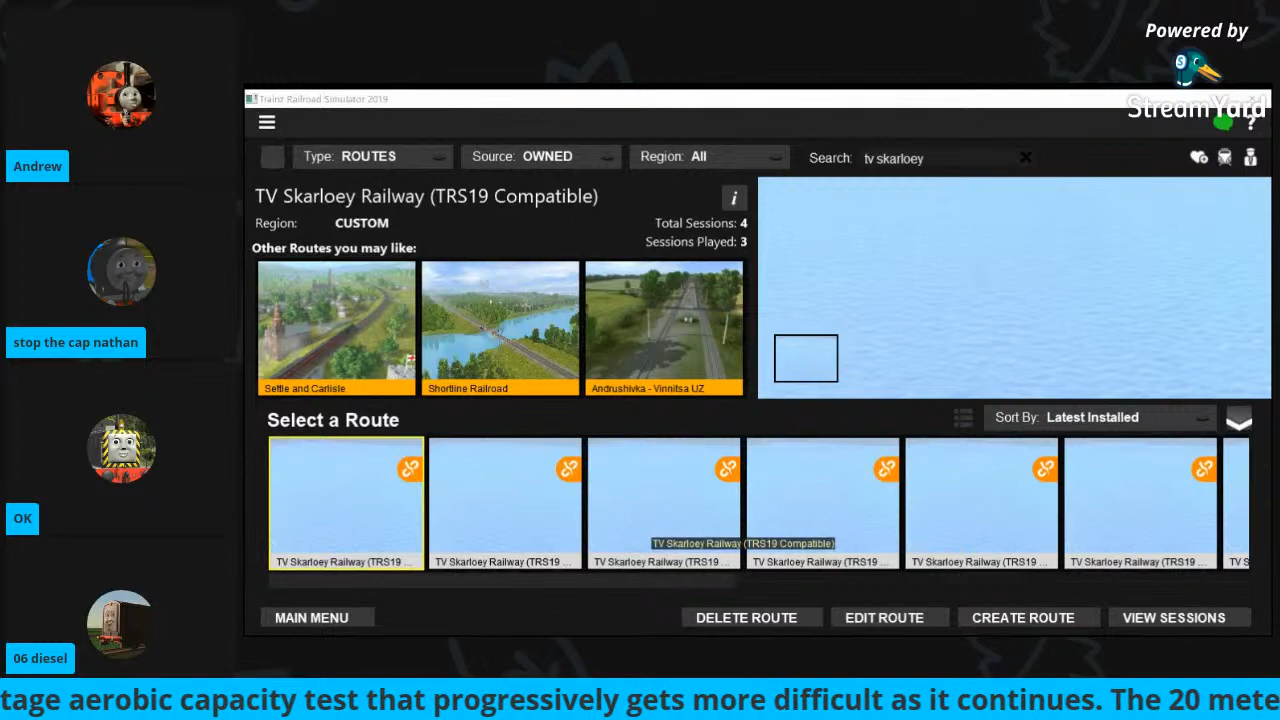 Powered by
StreamYard
Andrew
stop the cap nathan
OK
06 diesel
Trainz Railroad Simulator 2019
?
Type: ROUTES
Source: OWNED
Region: All
Search: tv skarloey
TV Skarloey Railway (TRS19 Compatible)
i
Region: CUSTOM
Total Sessions: 4
Sessions Played: 3
Other Routes you may like:
Settle and Carlisle
Shortline Railroad
Andrushivka - Vinnitsa UZ
Select a Route
Sort By: Latest Installed
TV Skarloey Railway (TRS19 Compatible)
TV Skarloey Railway (TRS19 ...
TV Skarloey Railway (TRS19 ...
TV Skarloey Railway (TRS19 ...
TV Skarloey Railway (TRS19 ...
TV Skarloey Railway (TRS19 ...
TV Skarloey Railway (TRS19 ...
TV S
MAIN MENU
DELETE ROUTE
EDIT ROUTE
CREATE ROUTE
VIEW SESSIONS
tage aerobic capacity test that progressively gets more difficult as it continues. The 20 mete